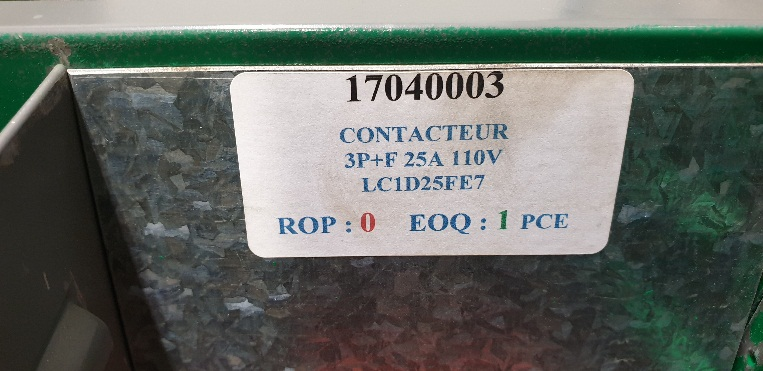 17040003
CONTACTEUR
3P+F 25A 110V
LC1D25FE7
ROP : 0 EOQ : 1 PCE